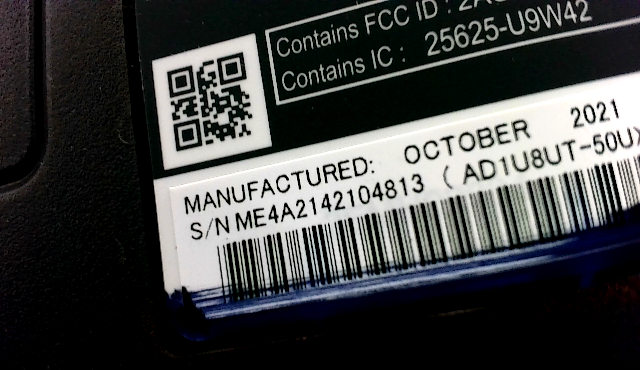 Contains FCC ID :
Contains IC : 25625-U9W42
MANUFACTURED: OCTOBER 2021
S/N ME4A2142104813 ( AD1U8UT-50U)